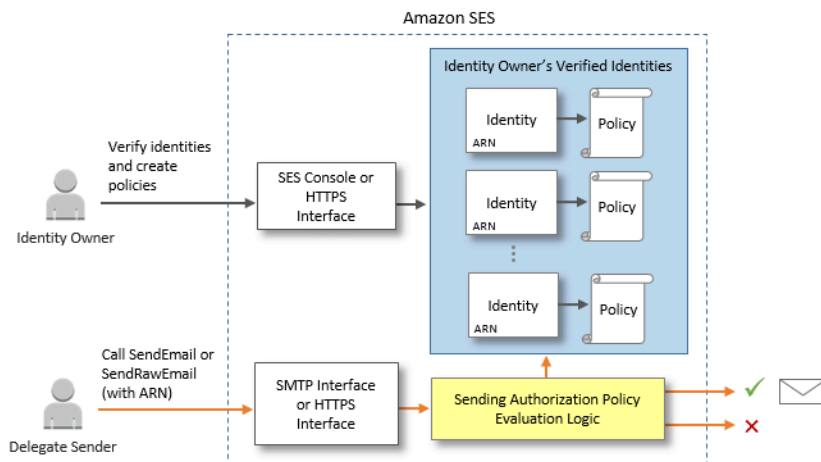 Amazon SES
Identity Owner's Verified Identities
Identity
ARN
Policy
Verify identities
and create
policies
SES Console or
HTTPS
Interface
Identity
ARN
Policy
Identity Owner
Identity
ARN
Policy
Call SendEmail or
SendRawEmail
(with ARN)
SMTP Interface
or HTTPS
Interface
Sending Authorization Policy
Evaluation Logic
Delegate Sender